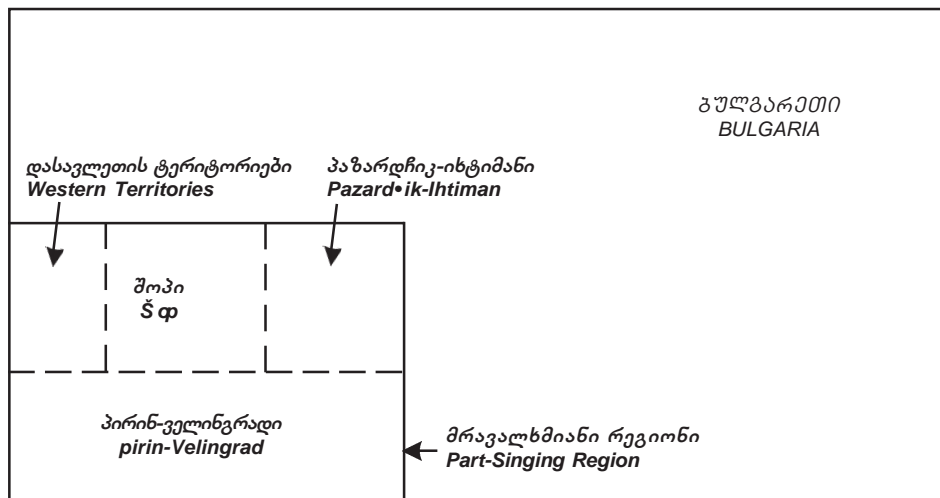 ბულგარეთი
BULGARIA
დასავლეთის ტერიტორიები
Western Territories
პაზარდჩიკ-იხტიმანი
Pazard•ik-Ihtiman
შოპი
Šop
პირინ-ველინგრადი
pirin-Velingrad
მრავალხმიანი რეგიონი
Part-Singing Region